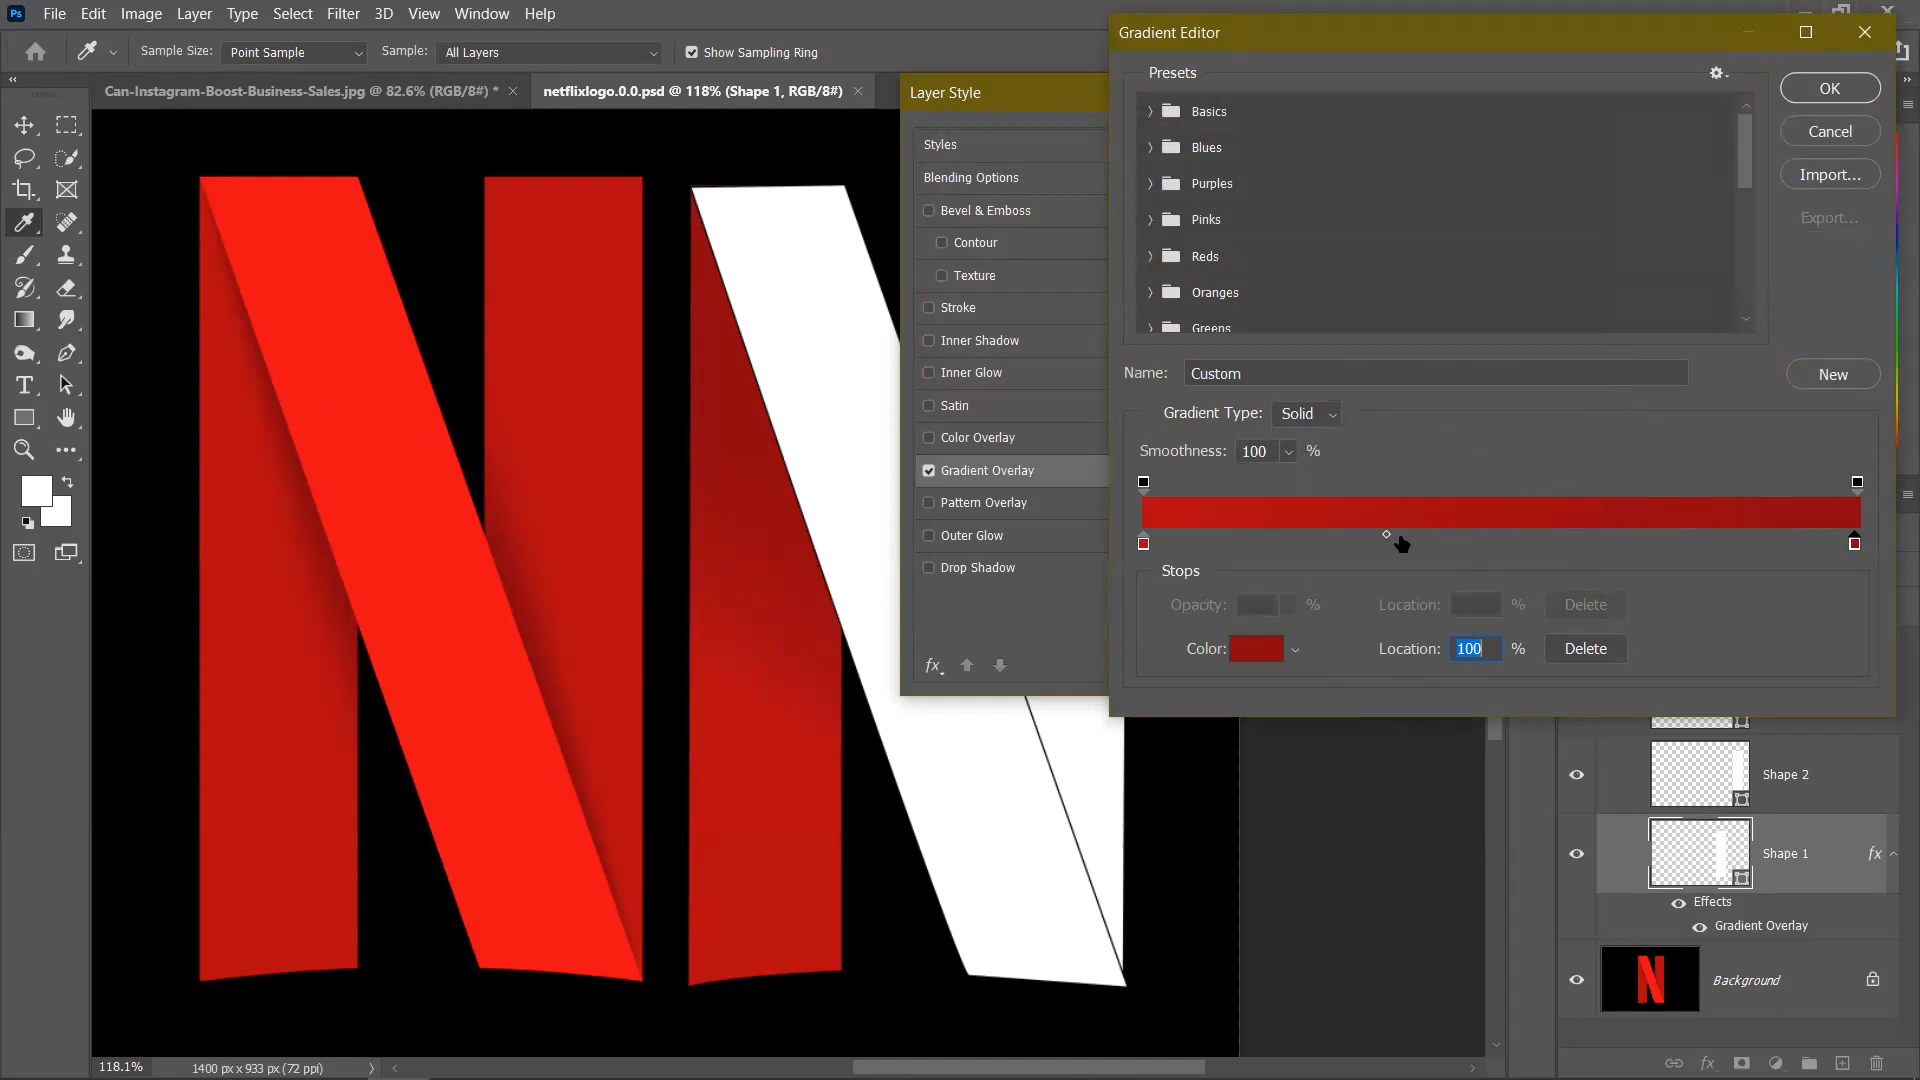 Ps File Edit Image Layer Type Select Filter 3D View Window Help
Sample Size: Point Sample Sample: All Layers Show Sampling Ring
Can-Instagram-Boost-Business-Sales.jpg @ 82.6% (RGB/8#) *
netflixlogo.0.0.psd @ 118% (Shape 1, RGB/8#)
Layer Style
Styles
Blending Options
Bevel & Emboss
Contour
Texture
Stroke
Inner Shadow
Inner Glow
Satin
Color Overlay
Gradient Overlay
Pattern Overlay
Outer Glow
Drop Shadow
fx
Gradient Editor
Presets
Basics
Blues
Purples
Pinks
Reds
Oranges
Greens
OK
Cancel
Import...
Export...
Name: Custom
New
Gradient Type: Solid
Smoothness: 100 %
Stops
Opacity: % Location: % Delete
Color: Location: 100 % Delete
Shape 2
Shape 1 fx
Effects
Gradient Overlay
Background
118.1% 1400 px x 933 px (72 ppi)
fx